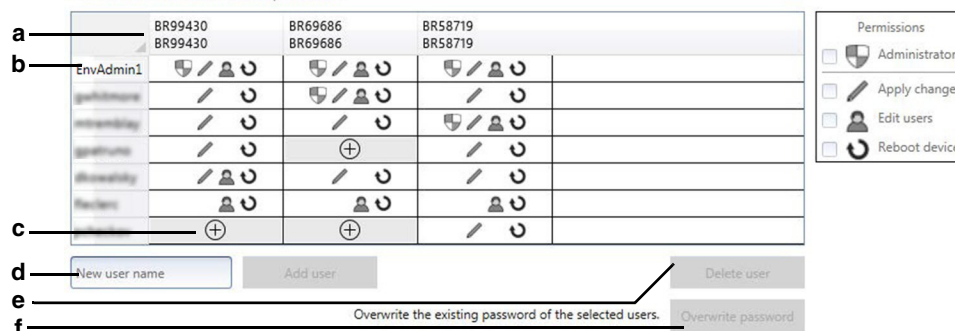 a
BR99430 BR69686 BR58719
BR99430 BR69686 BR58719
Permissions
Administrator
Apply change
Edit users
Reboot device
b
EnvAdmin1
c
d
New user name
Add user
Delete user
e
Overwrite the existing password of the selected users.
Overwrite password
f